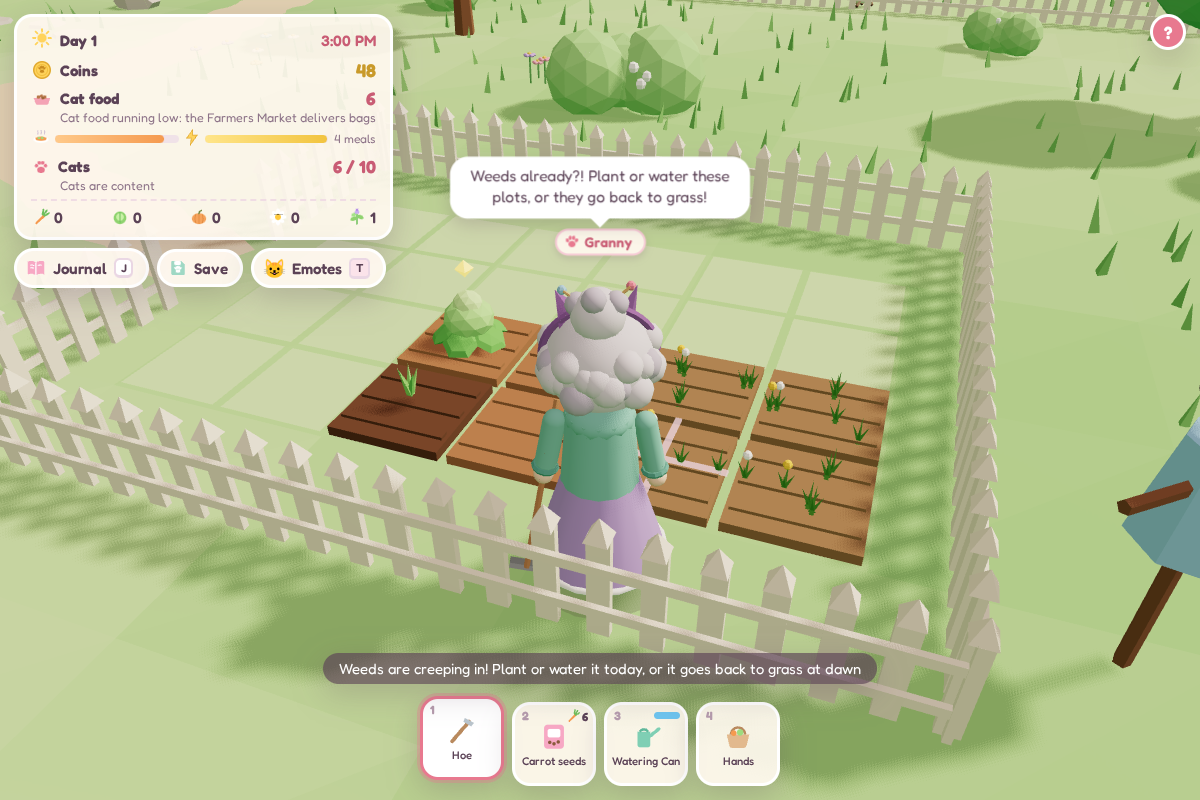 Day 1
3:00 PM
Coins
48
Cat food
6
Cat food running low: the Farmers Market delivers bags
4 meals
Cats
6 / 10
Cats are content
0
0
0
0
1
Journal J
Save
Emotes T
?
Weeds already?! Plant or water these
plots, or they go back to grass!
Granny
Weeds are creeping in! Plant or water it today, or it goes back to grass at dawn
1
Hoe
2
6
Carrot seeds
3
Watering Can
4
Hands